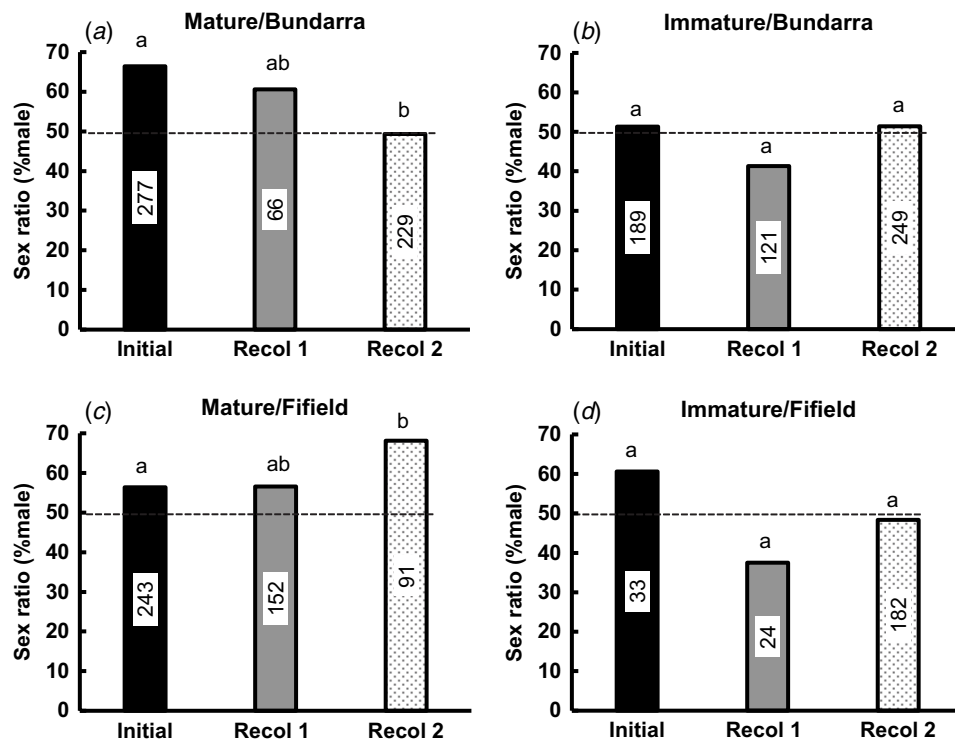 (a) Mature/Bundarra
Sex ratio (%male)
70
60
50
40
30
20
10
0
a
ab
b
277
66
229
Initial Recol 1 Recol 2
(b) Immature/Bundarra
Sex ratio (%male)
70
60
50
40
30
20
10
0
a
a
a
189
121
249
Initial Recol 1 Recol 2
(c) Mature/Fifield
Sex ratio (%male)
70
60
50
40
30
20
10
0
a
ab
b
243
152
91
Initial Recol 1 Recol 2
(d) Immature/Fifield
Sex ratio (%male)
70
60
50
40
30
20
10
0
a
a
a
33
24
182
Initial Recol 1 Recol 2